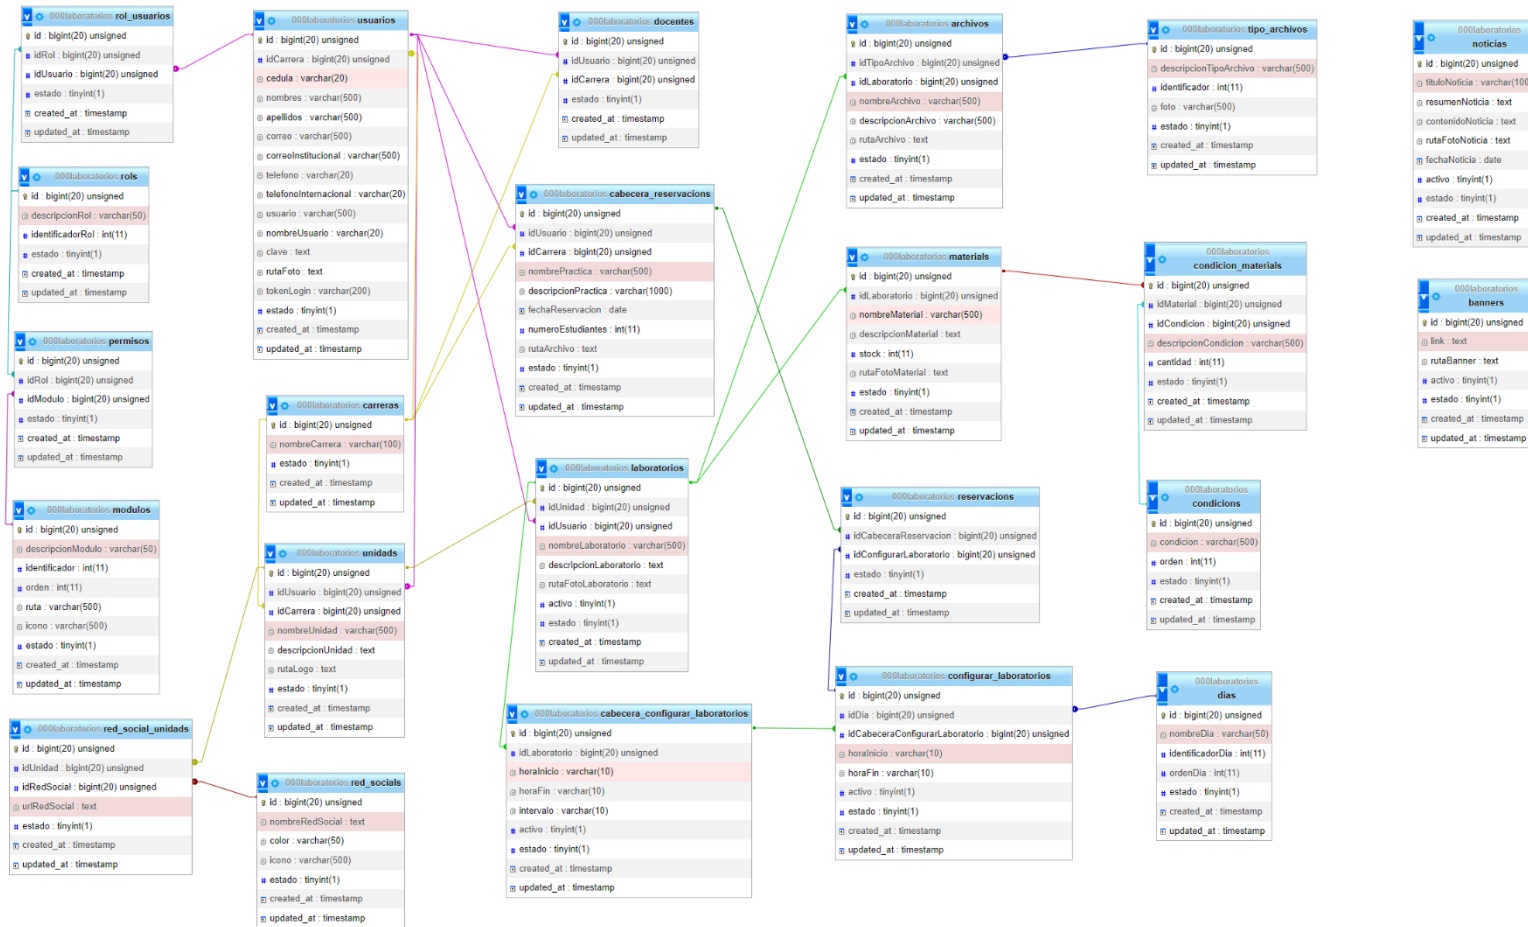 000laboratorios rol_usuarios
id : bigint(20) unsigned
idRol : bigint(20) unsigned
idUsuario : bigint(20) unsigned
estado : tinyint(1)
created_at : timestamp
updated_at : timestamp
000laboratorios rols
id : bigint(20) unsigned
descripcionRol : varchar(50)
identificadorRol : int(11)
estado : tinyint(1)
created_at : timestamp
updated_at : timestamp
000laboratorios permisos
id : bigint(20) unsigned
idRol : bigint(20) unsigned
idModulo : bigint(20) unsigned
estado : tinyint(1)
created_at : timestamp
updated_at : timestamp
000laboratorios modulos
id : bigint(20) unsigned
descripcionModulo : varchar(50)
identificador : int(11)
orden : int(11)
ruta : varchar(500)
icono : varchar(500)
estado : tinyint(1)
created_at : timestamp
updated_at : timestamp
000laboratorios red_social_unidads
id : bigint(20) unsigned
idUnidad : bigint(20) unsigned
idRedSocial : bigint(20) unsigned
urlRedSocial : text
estado : tinyint(1)
created_at : timestamp
updated_at : timestamp
000laboratorios usuarios
id : bigint(20) unsigned
idCarrera : bigint(20) unsigned
cedula : varchar(20)
nombres : varchar(500)
apellidos : varchar(500)
correo : varchar(500)
correoInstitucional : varchar(500)
telefono : varchar(20)
telefonoInternacional : varchar(20)
usuario : varchar(500)
nombreUsuario : varchar(20)
clave : text
rutaFoto : text
tokenLogin : varchar(200)
estado : tinyint(1)
created_at : timestamp
updated_at : timestamp
000laboratorios carreras
id : bigint(20) unsigned
nombreCarrera : varchar(100)
estado : tinyint(1)
created_at : timestamp
updated_at : timestamp
000laboratorios unidads
id : bigint(20) unsigned
idUsuario : bigint(20) unsigned
idCarrera : bigint(20) unsigned
nombreUnidad : varchar(500)
descripcionUnidad : text
rutaLogo : text
estado : tinyint(1)
created_at : timestamp
updated_at : timestamp
000laboratorios red_socials
id : bigint(20) unsigned
nombreRedSocial : text
color : varchar(50)
icono : varchar(500)
estado : tinyint(1)
created_at : timestamp
updated_at : timestamp
000laboratorios docentes
id : bigint(20) unsigned
idUsuario : bigint(20) unsigned
idCarrera : bigint(20) unsigned
estado : tinyint(1)
created_at : timestamp
updated_at : timestamp
000laboratorios cabecera_reservacions
id : bigint(20) unsigned
idUsuario : bigint(20) unsigned
idCarrera : bigint(20) unsigned
nombrePractica : varchar(500)
descripcionPractica : varchar(1000)
fechaReservacion : date
numeroEstudiantes : int(11)
rutaArchivo : text
estado : tinyint(1)
created_at : timestamp
updated_at : timestamp
000laboratorios laboratorios
id : bigint(20) unsigned
idUnidad : bigint(20) unsigned
idUsuario : bigint(20) unsigned
nombreLaboratorio : varchar(500)
descripcionLaboratorio : text
rutaFotoLaboratorio : text
activo : tinyint(1)
estado : tinyint(1)
created_at : timestamp
updated_at : timestamp
000laboratorios cabecera_configurar_laboratorios
id : bigint(20) unsigned
idLaboratorio : bigint(20) unsigned
horaInicio : varchar(10)
horaFin : varchar(10)
intervalo : varchar(10)
activo : tinyint(1)
estado : tinyint(1)
created_at : timestamp
updated_at : timestamp
000laboratorios archivos
id : bigint(20) unsigned
idTipoArchivo : bigint(20) unsigned
idLaboratorio : bigint(20) unsigned
nombreArchivo : varchar(500)
descripcionArchivo : varchar(500)
rutaArchivo : text
estado : tinyint(1)
created_at : timestamp
updated_at : timestamp
000laboratorios materials
id : bigint(20) unsigned
idLaboratorio : bigint(20) unsigned
nombreMaterial : varchar(500)
descripcionMaterial : text
stock : int(11)
rutaFotoMaterial : text
estado : tinyint(1)
created_at : timestamp
updated_at : timestamp
000laboratorios reservacions
id : bigint(20) unsigned
idCabeceraReservacion : bigint(20) unsigned
idConfigurarLaboratorio : bigint(20) unsigned
estado : tinyint(1)
created_at : timestamp
updated_at : timestamp
000laboratorios configurar_laboratorios
id : bigint(20) unsigned
idDia : bigint(20) unsigned
idCabeceraConfigurarLaboratorio : bigint(20) unsigned
horaInicio : varchar(10)
horaFin : varchar(10)
activo : tinyint(1)
estado : tinyint(1)
created_at : timestamp
updated_at : timestamp
000laboratorios tipo_archivos
id : bigint(20) unsigned
descripcionTipoArchivo : varchar(500)
identificador : int(11)
foto : varchar(500)
estado : tinyint(1)
created_at : timestamp
updated_at : timestamp
000laboratorios
condicion_materials
id : bigint(20) unsigned
idMaterial : bigint(20) unsigned
idCondicion : bigint(20) unsigned
descripcionCondicion : varchar(500)
cantidad : int(11)
estado : tinyint(1)
created_at : timestamp
updated_at : timestamp
000laboratorios
condicions
id : bigint(20) unsigned
condicion : varchar(500)
orden : int(11)
estado : tinyint(1)
created_at : timestamp
updated_at : timestamp
000laboratorios
dias
id : bigint(20) unsigned
nombreDia : varchar(50)
identificadorDia : int(11)
ordenDia : int(11)
estado : tinyint(1)
created_at : timestamp
updated_at : timestamp
000laboratorios
noticias
id : bigint(20) unsigned
tituloNoticia : varchar(100
resumenNoticia : text
contenidoNoticia : text
rutaFotoNoticia : text
fechaNoticia : date
activo : tinyint(1)
estado : tinyint(1)
created_at : timestamp
updated_at : timestamp
000laboratorios
banners
id : bigint(20) unsigned
link : text
rutaBanner : text
activo : tinyint(1)
estado : tinyint(1)
created_at : timestamp
updated_at : timestamp